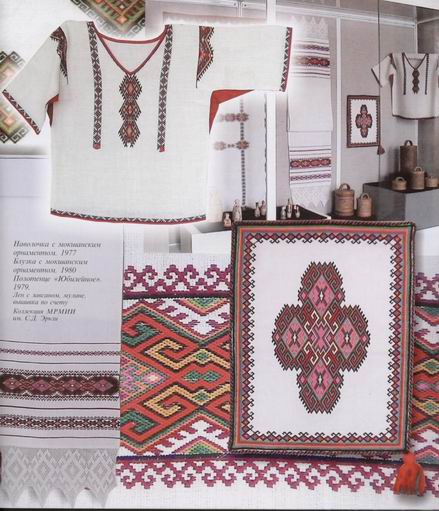 Наволочка с мокшанским
орнаментом. 1977
Блузка с мокшанским
орнаментом. 1980
Полотенце «Юбилейное».
1979.
Лен с лавсаном, мулине,
вышивка по счету
Коллекция МРМИИ
им. С.Д. Эрьзи